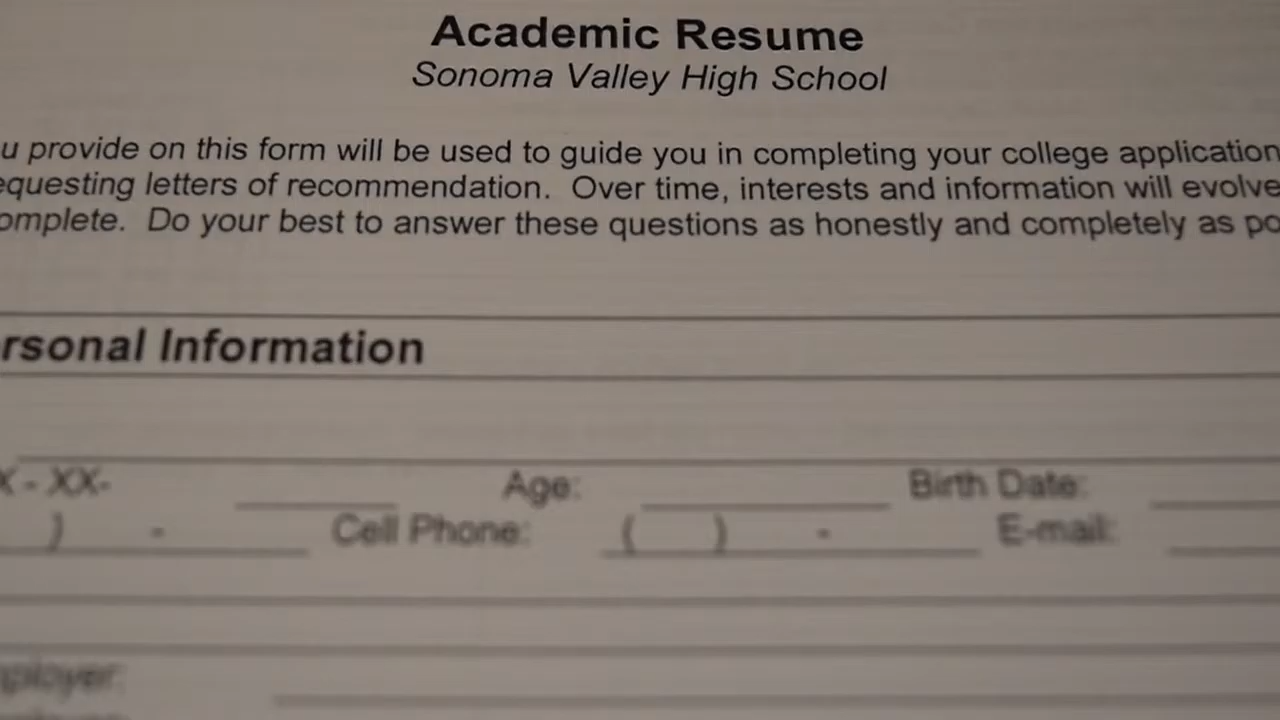 Academic Resume
Sonoma Valley High School
u provide on this form will be used to guide you in completing your college application
equesting letters of recommendation. Over time, interests and information will evolve
omplete. Do your best to answer these questions as honestly and completely as po
rsonal Information
X - XX- Age: Birth Date:
) - Cell Phone: ( ) - E-mail:
ployer: